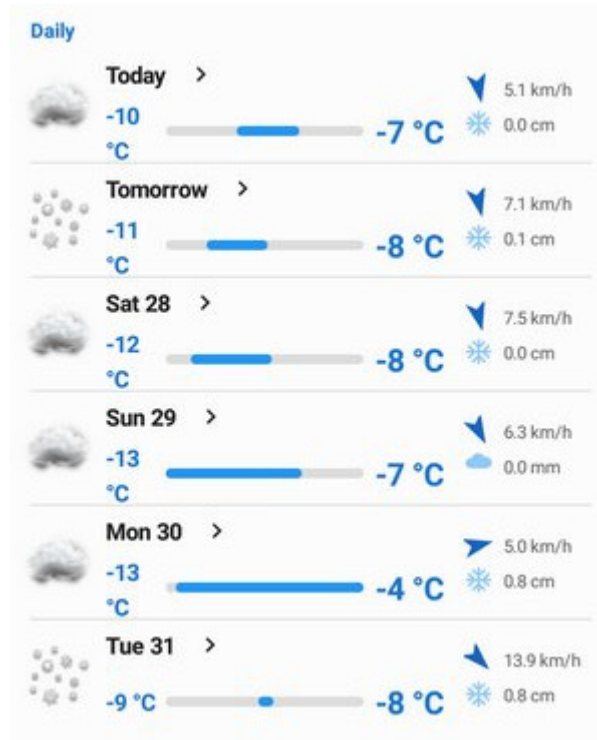 Daily
Today
-10 °C
-7 °C
5.1 km/h
0.0 cm
Tomorrow
-11 °C
-8 °C
7.1 km/h
0.1 cm
Sat 28
-12 °C
-8 °C
7.5 km/h
0.0 cm
Sun 29
-13 °C
-7 °C
6.3 km/h
0.0 mm
Mon 30
-13 °C
-4 °C
5.0 km/h
0.8 cm
Tue 31
-9 °C
-8 °C
13.9 km/h
0.8 cm